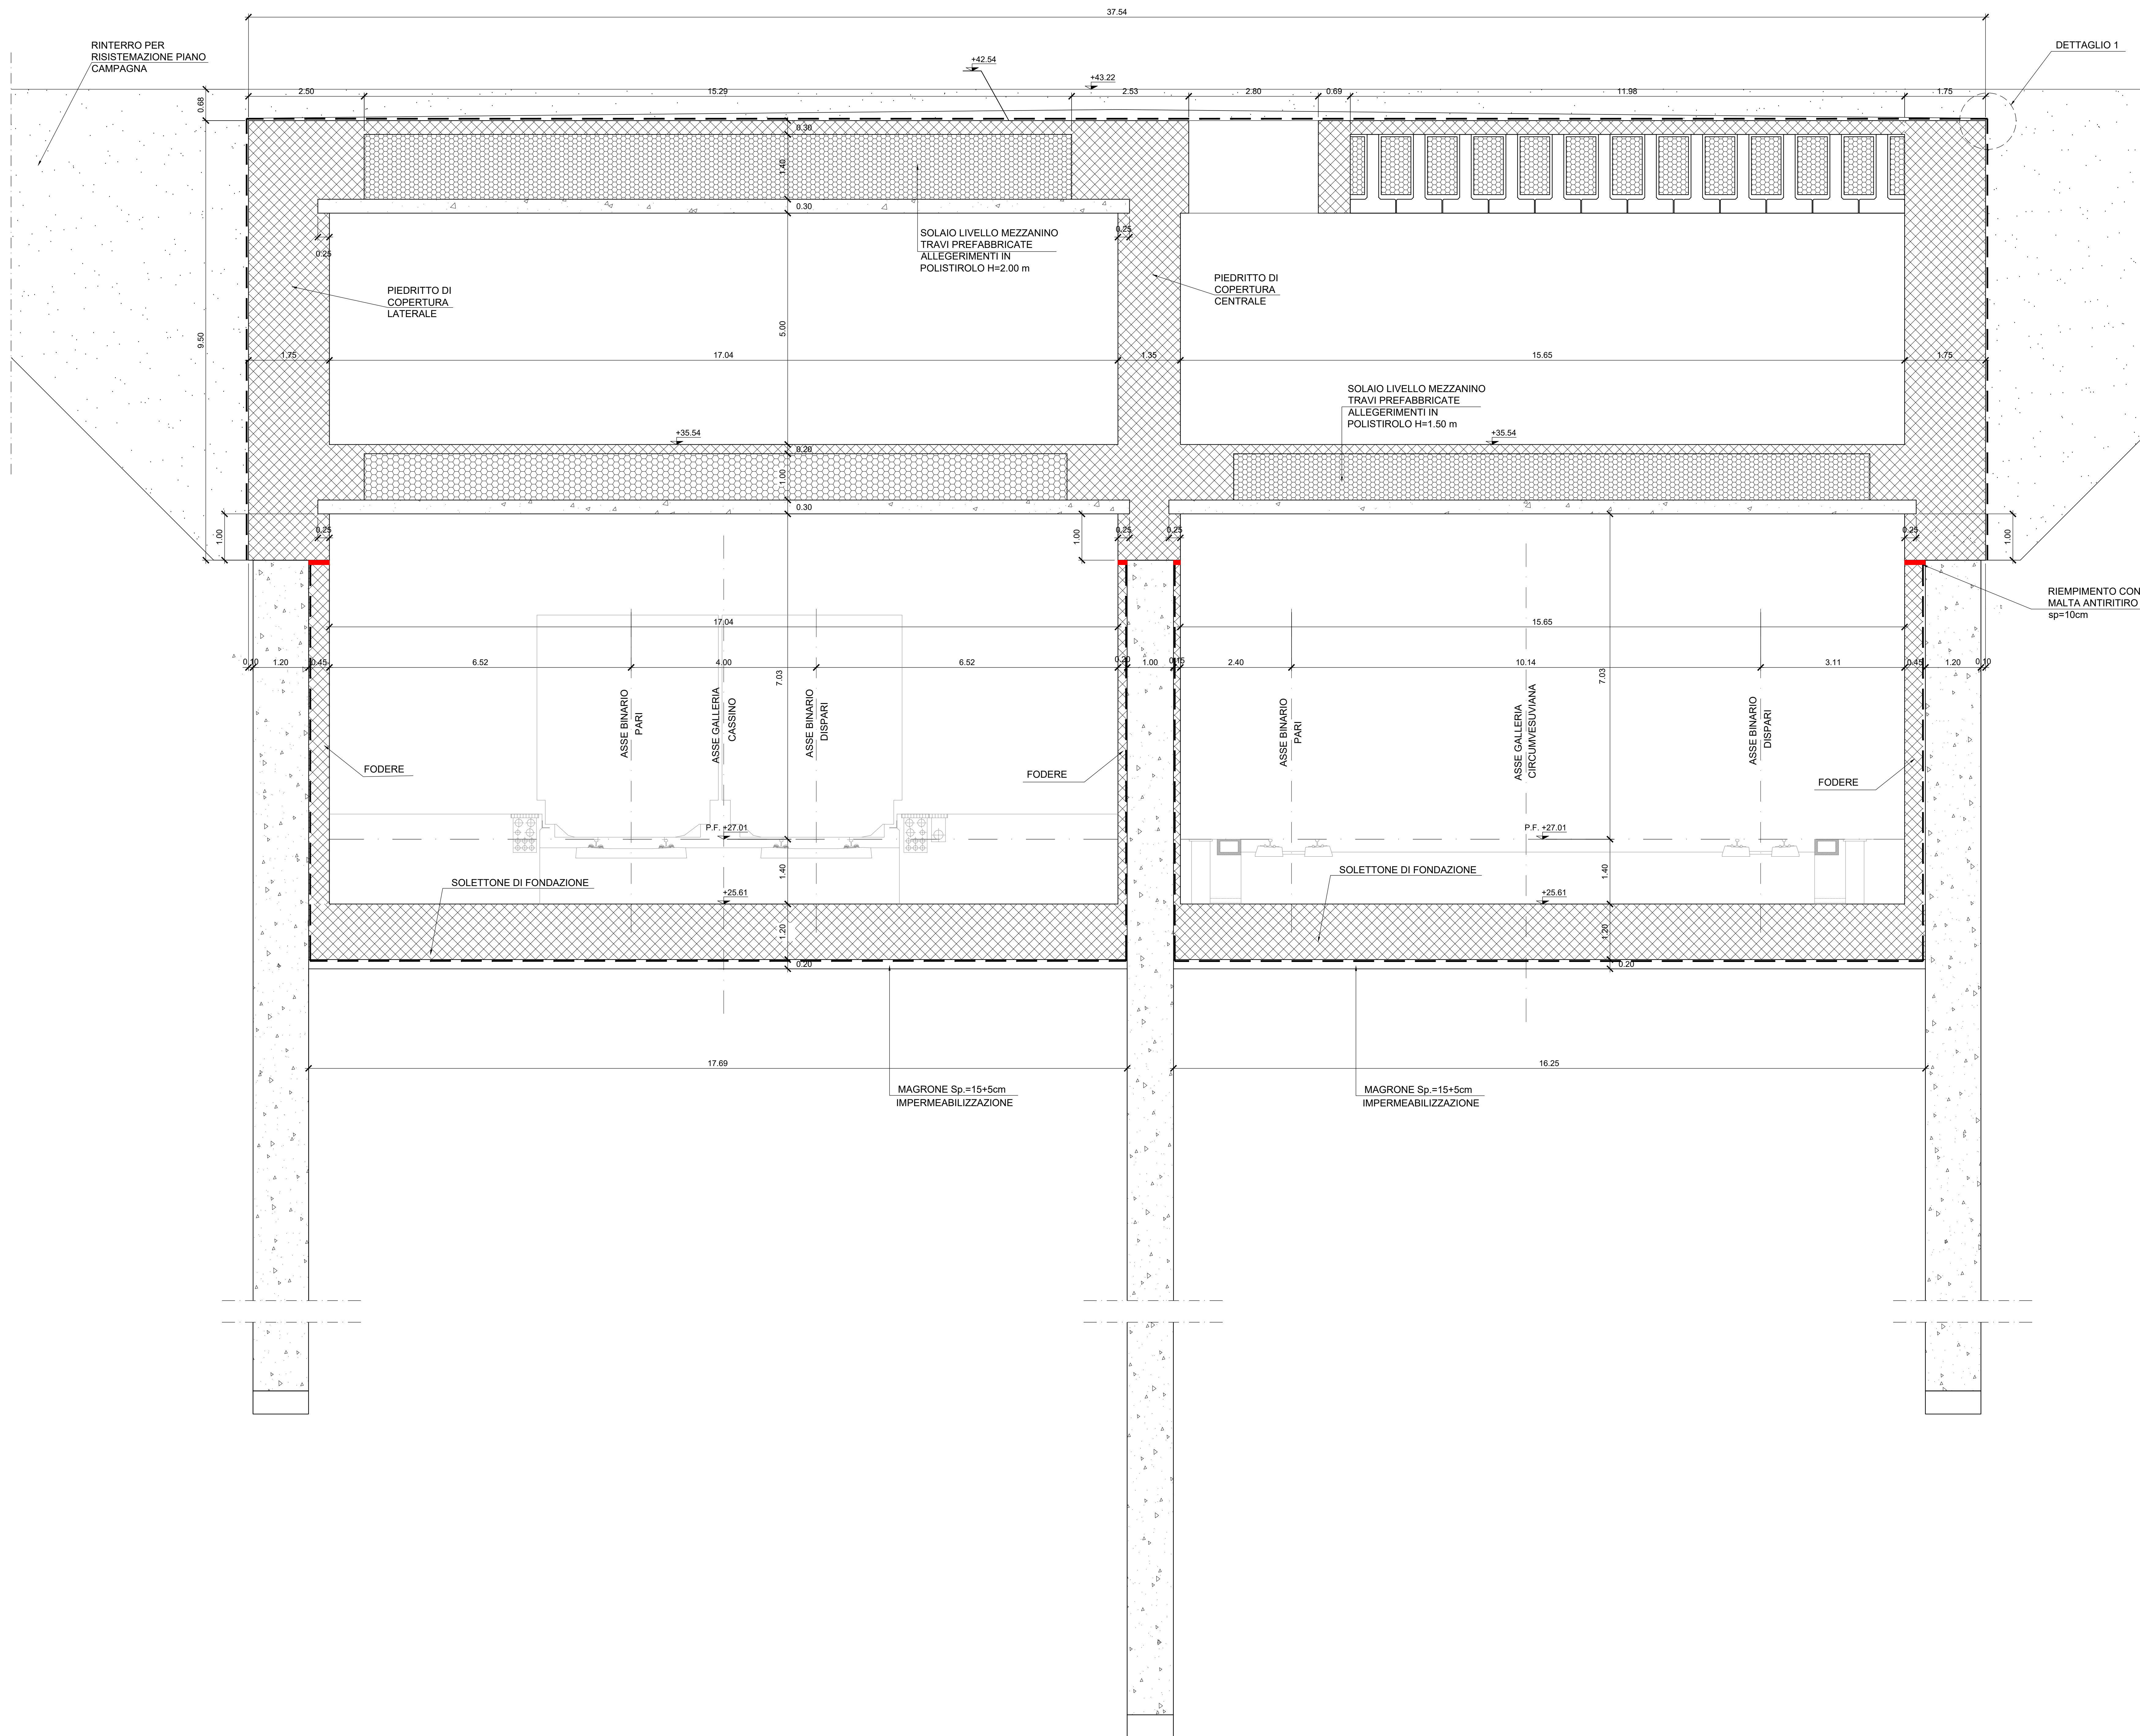 37.54
RINTERRO PER
RISISTEMAZIONE PIANO
CAMPAGNA
DETTAGLIO 1
+42.54
+43.22
0.68
2.50
15.29
2.53
2.80
0.69
11.98
1.75
0.30
1.40
0.30
0.25
0.25
SOLAIO LIVELLO MEZZANINO
TRAVI PREFABBRICATE
ALLEGERIMENTI IN
POLISTIROLO H=2.00 m
PIEDRITTO DI
COPERTURA
LATERALE
PIEDRITTO DI
COPERTURA
CENTRALE
9.50
5.00
1.75
17.04
1.35
15.65
1.75
SOLAIO LIVELLO MEZZANINO
TRAVI PREFABBRICATE
ALLEGERIMENTI IN
POLISTIROLO H=1.50 m
+35.54
+35.54
0.20
1.00
0.30
1.00
0.25
1.00
0.25
0.25
0.25
1.00
RIEMPIMENTO CON
MALTA ANTIRITIRO
sp=10cm
17.04
15.65
0.10
1.20
0.45
6.52
4.00
6.52
0.20
1.00
0.15
2.40
10.14
3.11
0.45
1.20
0.10
7.03
7.03
ASSE BINARIO
PARI
ASSE GALLERIA
CASSINO
ASSE BINARIO
DISPARI
ASSE BINARIO
PARI
ASSE GALLERIA
CIRCUMVESUVIANA
ASSE BINARIO
DISPARI
FODERE
FODERE
FODERE
P.F. +27.01
P.F. +27.01
1.40
1.40
SOLETTONE DI FONDAZIONE
SOLETTONE DI FONDAZIONE
+25.61
+25.61
1.20
1.20
0.20
0.20
17.69
16.25
MAGRONE Sp.=15+5cm
IMPERMEABILIZZAZIONE
MAGRONE Sp.=15+5cm
IMPERMEABILIZZAZIONE